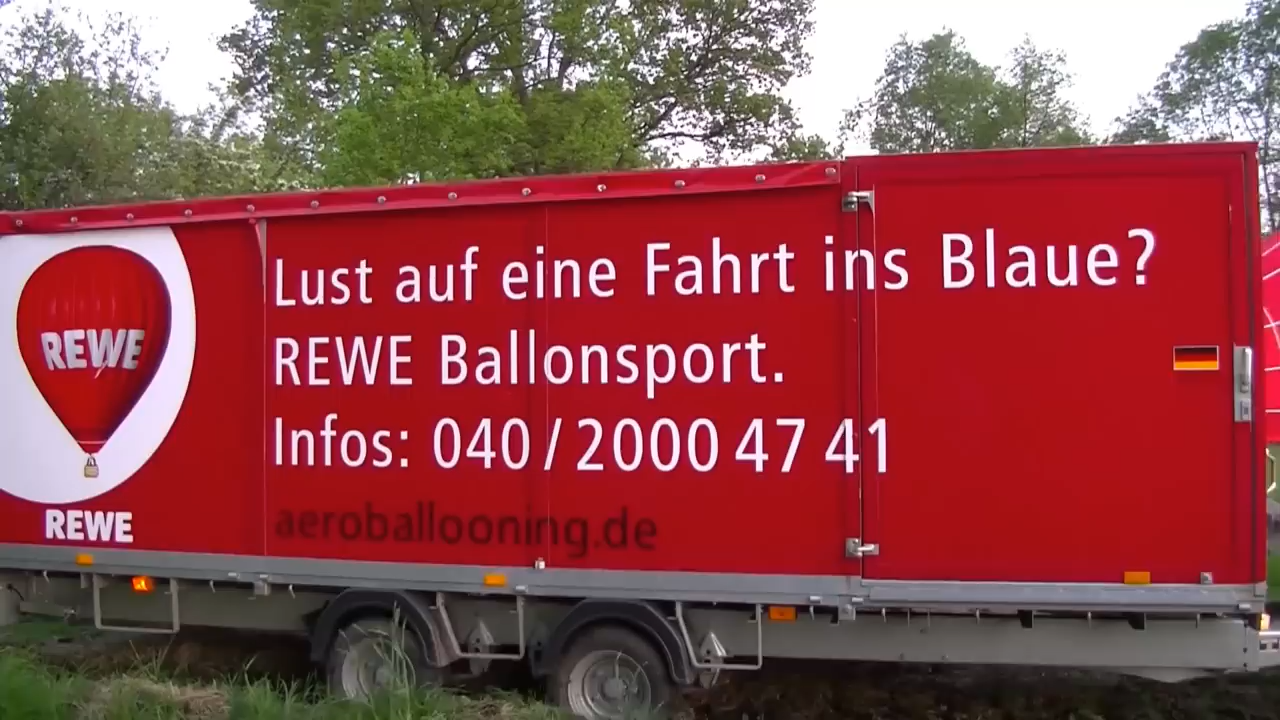 REWE
REWE
Lust auf eine Fahrt ins Blaue?
REWE Ballonsport.
Infos: 040/2000 47 41
aeroballooning.de